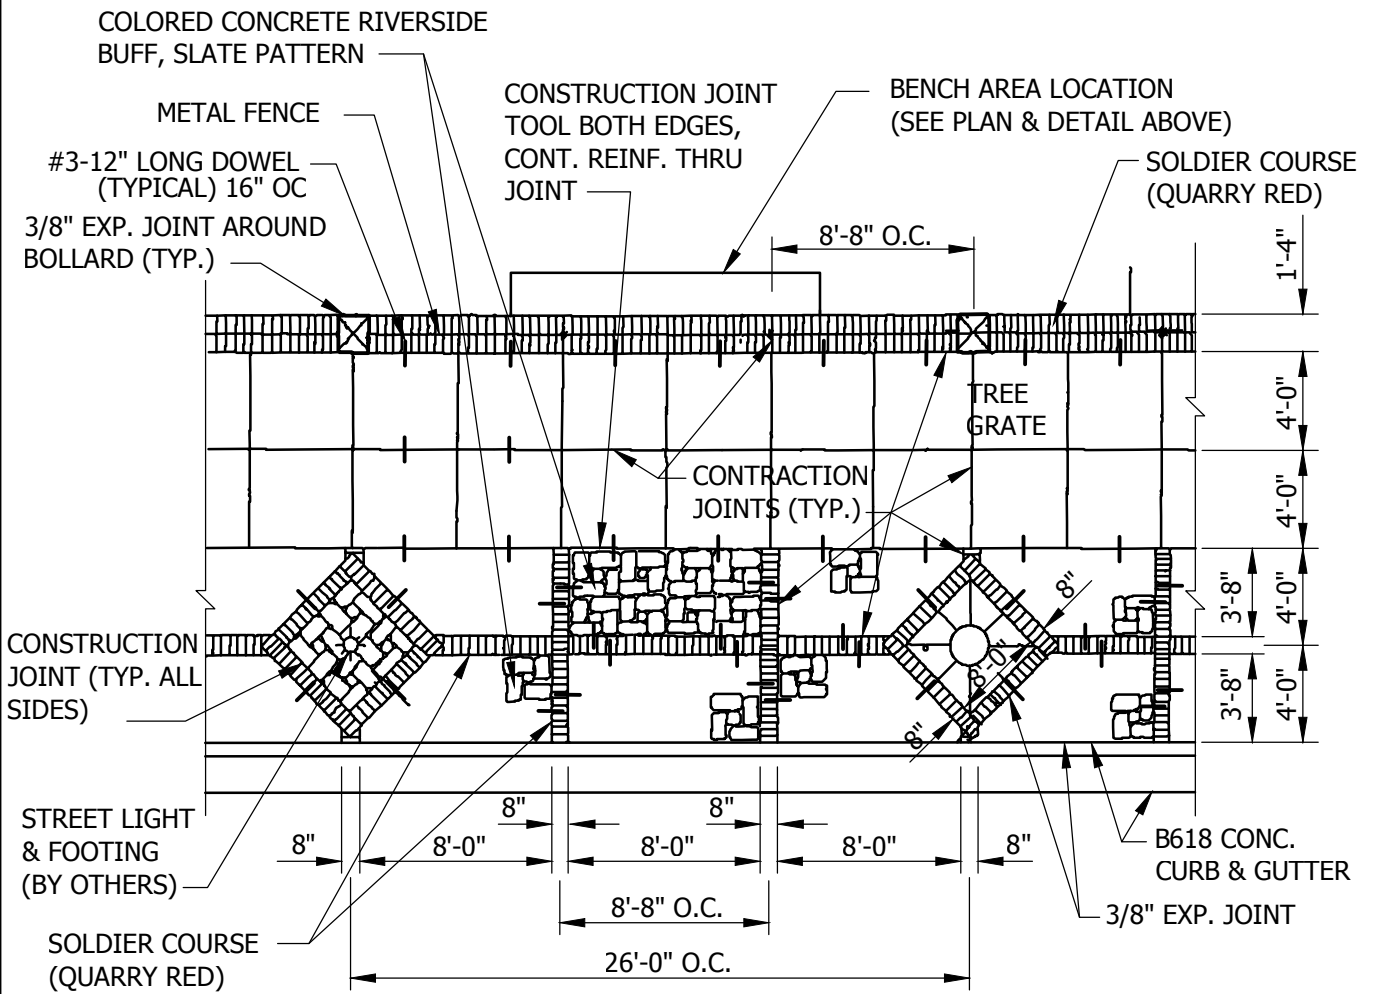 COLORED CONCRETE RIVERSIDE
BUFF, SLATE PATTERN
METAL FENCE
#3-12" LONG DOWEL
(TYPICAL) 16" OC
3/8" EXP. JOINT AROUND
BOLLARD (TYP.)
CONSTRUCTION JOINT
TOOL BOTH EDGES,
CONT. REINF. THRU
JOINT
BENCH AREA LOCATION
(SEE PLAN & DETAIL ABOVE)
SOLDIER COURSE
(QUARRY RED)
8'-8" O.C.
1'-4"
TREE
GRATE
4'-0"
CONTRACTION
JOINTS (TYP.)
4'-0"
8"
3'-8"
4'-0"
8'-0"
8"
3'-8"
4'-0"
CONSTRUCTION
JOINT (TYP. ALL
SIDES)
STREET LIGHT
& FOOTING
(BY OTHERS)
8"
8'-0"
8"
8'-0"
8"
8'-0"
8"
B618 CONC.
CURB & GUTTER
3/8" EXP. JOINT
8'-8" O.C.
SOLDIER COURSE
(QUARRY RED)
26'-0" O.C.